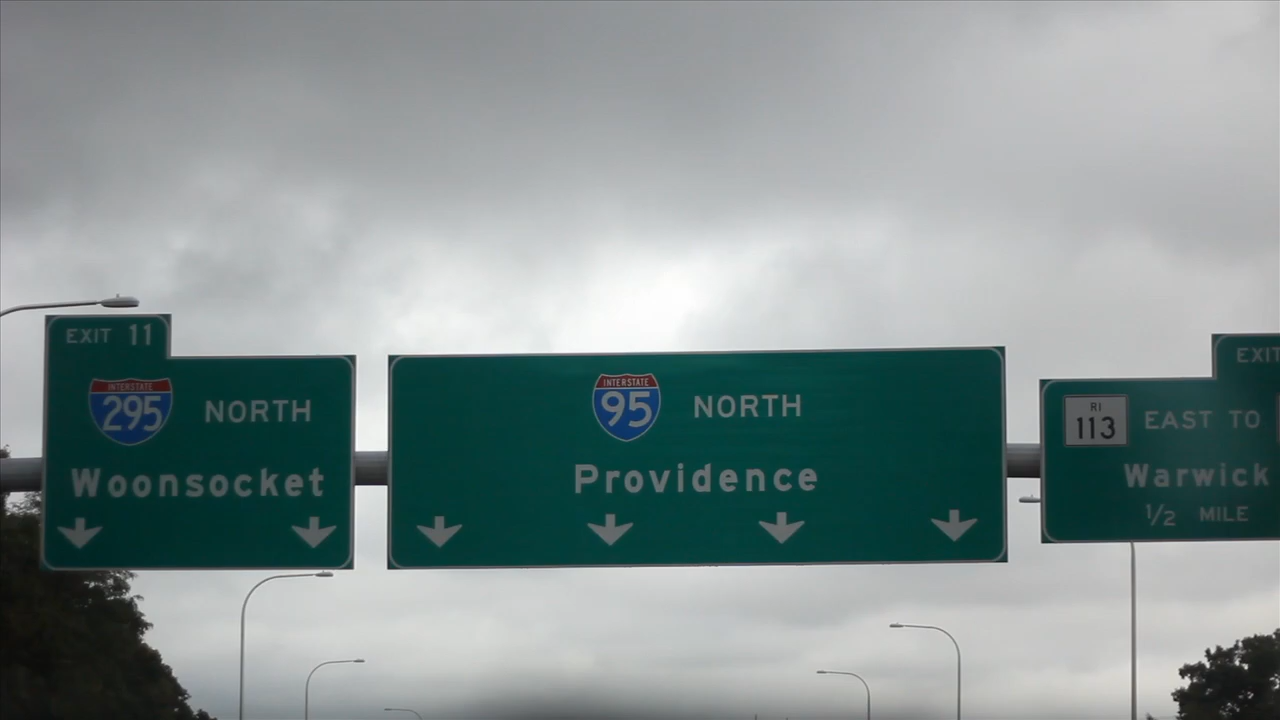 EXIT 11
INTERSTATE
295 NORTH
Woonsocket
INTERSTATE
95 NORTH
Providence
EXIT
RI
113 EAST TO
Warwick
1/2 MILE